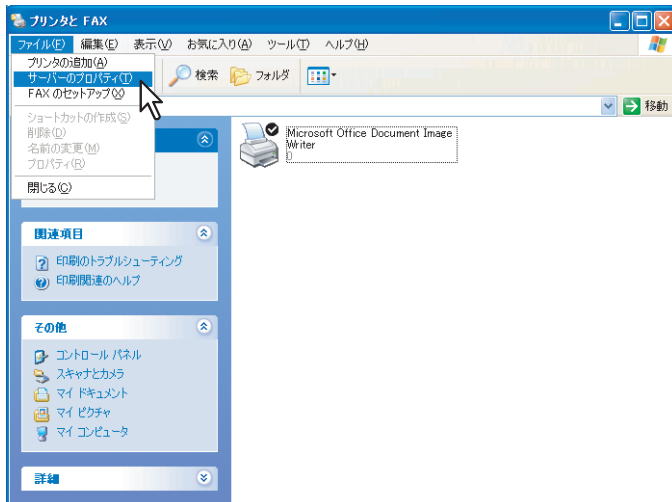 プリンタと FAX
ファイル(F) 編集(E) 表示(V) お気に入り(A) ツール(T) ヘルプ(H)
プリンタの追加(A)
サーバーのプロパティ(T)
FAX のセットアップ(X)
ショートカットの作成(S)
削除(D)
名前の変更(M)
プロパティ(R)
閉じる(C)
検索 フォルダ
移動
Microsoft Office Document Image
Writer
0
関連項目
印刷のトラブルシューティング
印刷関連のヘルプ
その他
コントロール パネル
スキャナとカメラ
マイ ドキュメント
マイ ピクチャ
マイ コンピュータ
詳細